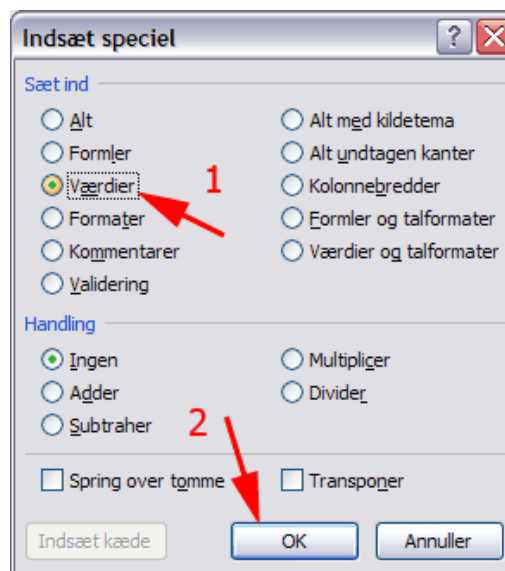 Indsæt speciel
Sæt ind
Alt
Alt med kildetema
Formler
Alt undtagen kanter
Værdier
1
Kolonnebredder
Formater
Formler og talformater
Kommentarer
Værdier og talformater
Validering
Handling
Ingen
Multiplicer
Adder
Divider
Subtraher
2
Spring over tomme
Transponer
Indsæt kæde
OK
Annuller